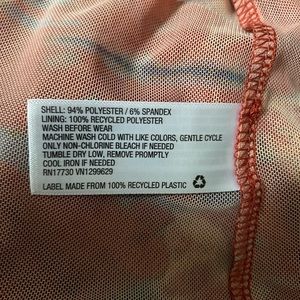 SHELL: 94% POLYESTER / 6% SPANDEX
LINING: 100% RECYCLED POLYESTER
WASH BEFORE WEAR
MACHINE WASH COLD WITH LIKE COLORS, GENTLE CYCLE
ONLY NON-CHLORINE BLEACH IF NEEDED
TUMBLE DRY LOW, REMOVE PROMPTLY
COOL IRON IF NEEDED
RN17730 VN1299629
LABEL MADE FROM 100% RECYCLED PLASTIC